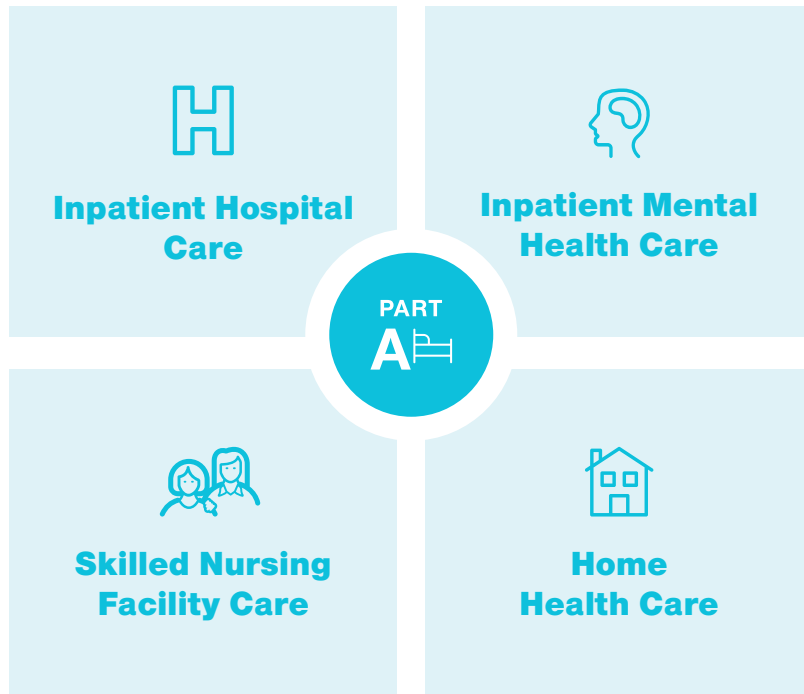 Inpatient Hospital
Care
Inpatient Mental
Health Care
PART
A
Skilled Nursing
Facility Care
Home
Health Care